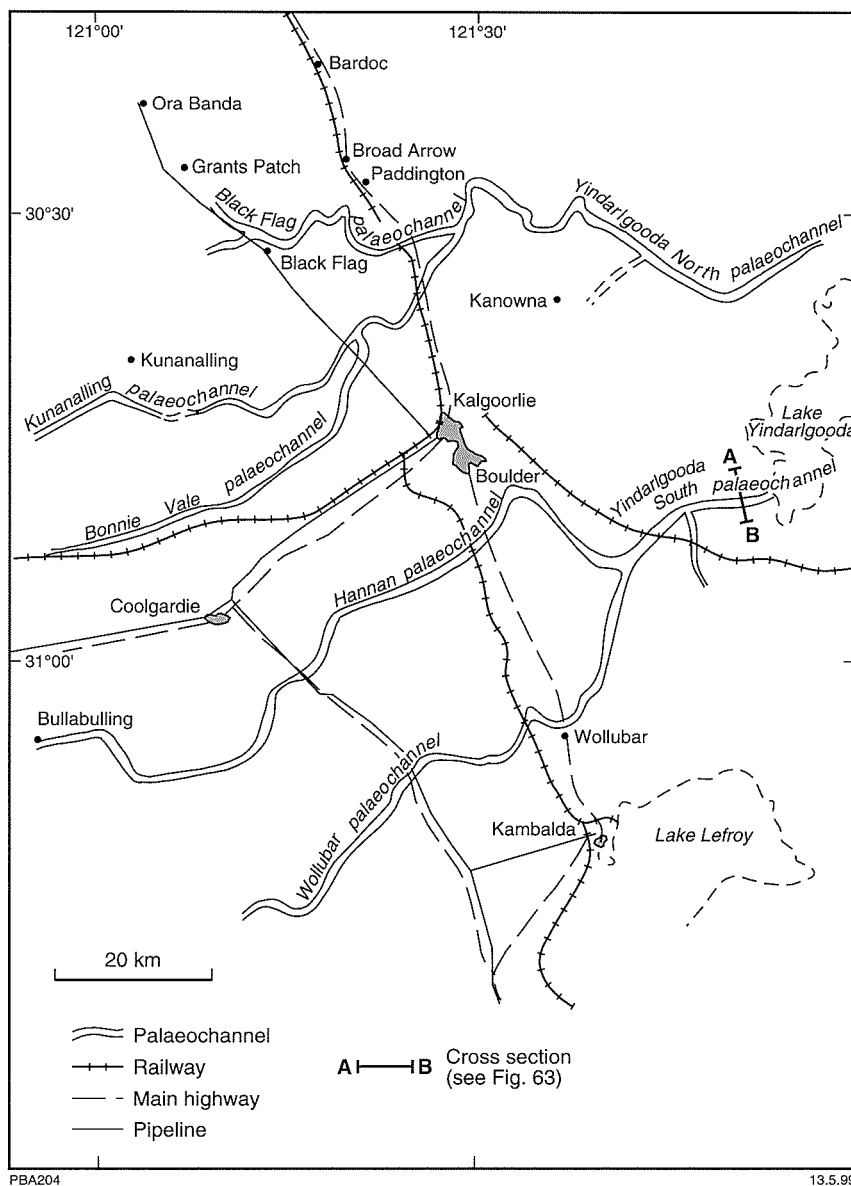 121°00'
121°30'
Bardoc
Ora Banda
Broad Arrow
Grants Patch
Paddington
30°30'
Black Flag
palaeochannel
Yindarlgooda North palaeochannel
Black Flag
Kanowna
Kunanalling
Kunanalling palaeochannel
Kalgoorlie
Lake
Yindarlgooda
A
Boulder
Yindarlgooda
South palaeochannel
B
Bonnie Vale palaeochannel
Hannan palaeochannel
Coolgardie
31°00'
Bullabulling
Wollubar
Wollubar palaeochannel
Kambalda
Lake Lefroy
20 km
Palaeochannel
Railway
Main highway
Pipeline
A B Cross section
(see Fig. 63)
PBA204
13.5.99